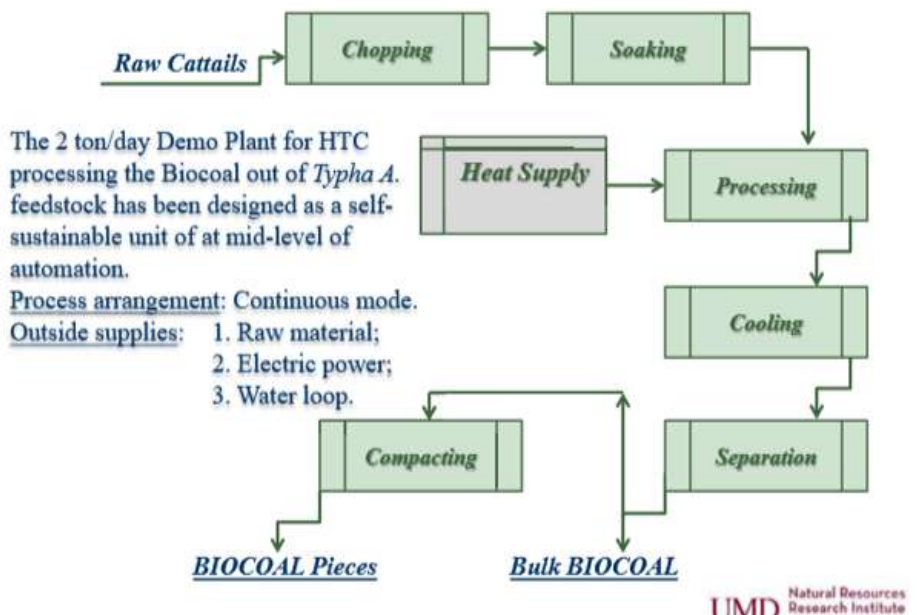 Raw Cattails
Chopping
Soaking
The 2 ton/day Demo Plant for HTC
processing the Biocoal out of Typha A.
feedstock has been designed as a self-
sustainable unit of at mid-level of
automation.
Process arrangement: Continuous mode.
Outside supplies: 1. Raw material;
2. Electric power;
3. Water loop.
Heat Supply
Processing
Cooling
Compacting
Separation
BIOCOAL Pieces
Bulk BIOCOAL
UMD Natural Resources
Research Institute